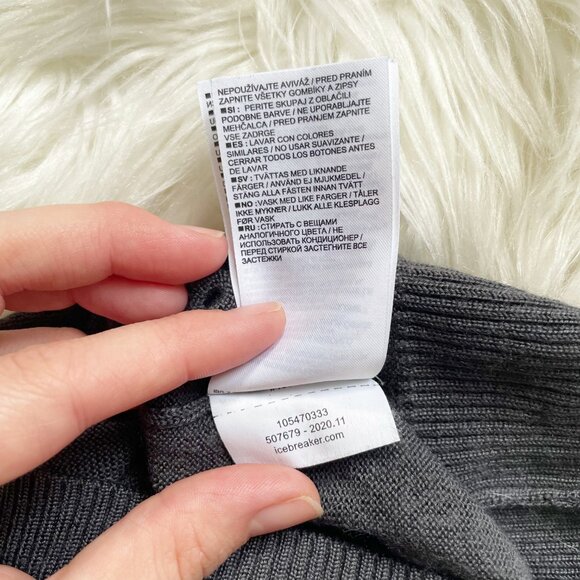 NEPOUŽÍVAJTE AVIVÁŽ / PRED PRANÍM
ZAPNITE VŠETKY GOMBÍKY A ZIPSY
■ SI : PERITE SKUPAJ Z OBLAČILI
PODOBNE BARVE / NE UPORABLJAJTE
MEHČALCA / PRED PRANJEM ZAPNITE
VSE ZADRGE
■ ES : LAVAR CON COLORES
SIMILARES / NO USAR SUAVIZANTE /
CERRAR TODOS LOS BOTONES ANTES
DE LAVAR
■ SV : TVÄTTAS MED LIKNANDE
FÄRGER / ANVÄND EJ MJUKMEDEL /
STÄNG ALLA FÄSTEN INNAN TVÄTT
■ NO : VASK MED LIKE FARGER / TÅLER
IKKE MYKNER / LUKK ALLE KLESPLAGG
FØR VASK
■ RU : СТИРАТЬ С ВЕЩАМИ
АНАЛОГИЧНОГО ЦВЕТА / НЕ
ИСПОЛЬЗОВАТЬ КОНДИЦИОНЕР /
ПЕРЕД СТИРКОЙ ЗАСТЕГНИТЕ ВСЕ
ЗАСТЕЖКИ
105470333
507679 - 2020.11
icebreaker.com